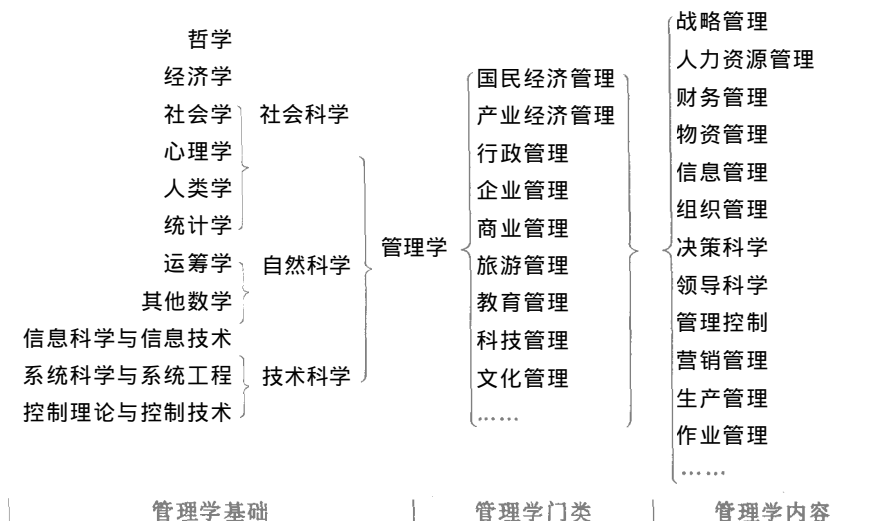 哲学
经济学
社会学
心理学
人类学
统计学
运筹学
其他数学
信息科学与信息技术
系统科学与系统工程
控制理论与控制技术
社会科学
自然科学
技术科学
管理学
国民经济管理
产业经济管理
行政管理
企业管理
商业管理
旅游管理
教育管理
科技管理
文化管理
……
战略管理
人力资源管理
财务管理
物资管理
信息管理
组织管理
决策科学
领导科学
管理控制
营销管理
生产管理
作业管理
……
管理学基础
管理学门类
管理学内容